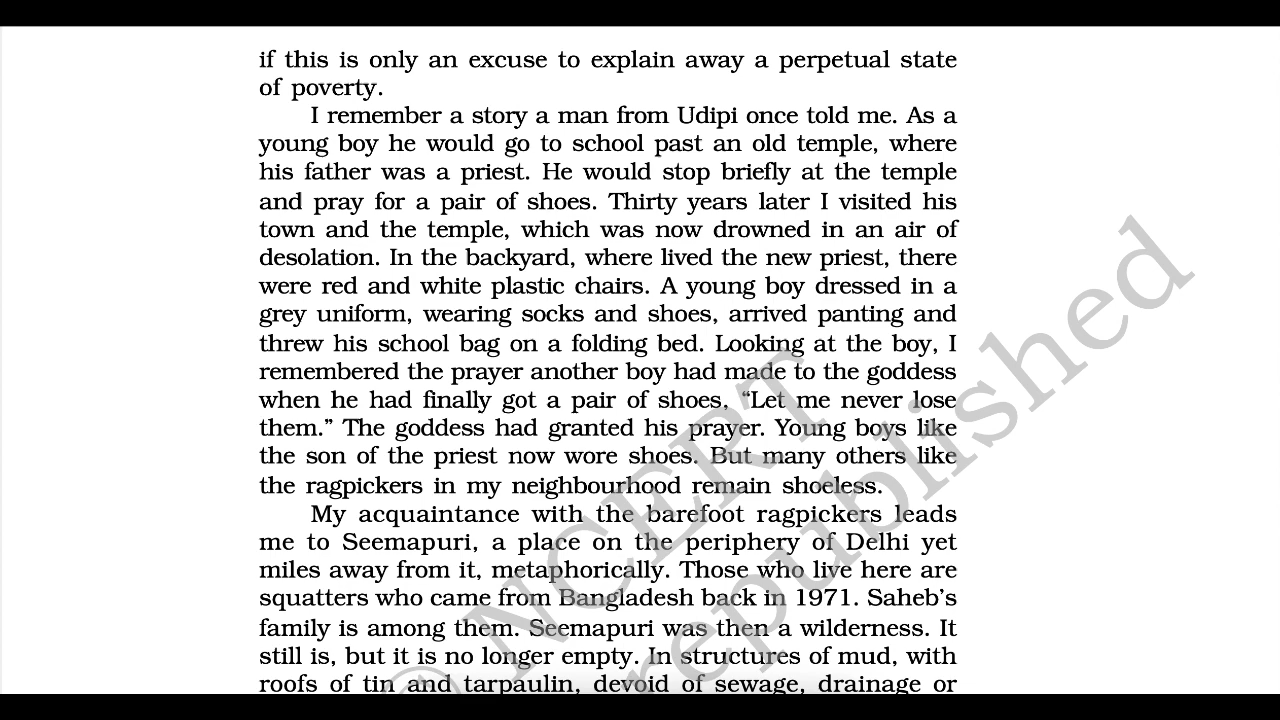 if this is only an excuse to explain away a perpetual state
of poverty.
I remember a story a man from Udipi once told me. As a
young boy he would go to school past an old temple, where
his father was a priest. He would stop briefly at the temple
and pray for a pair of shoes. Thirty years later I visited his
town and the temple, which was now drowned in an air of
desolation. In the backyard, where lived the new priest, there
were red and white plastic chairs. A young boy dressed in a
grey uniform, wearing socks and shoes, arrived panting and
threw his school bag on a folding bed. Looking at the boy, I
remembered the prayer another boy had made to the goddess
when he had finally got a pair of shoes, “Let me never lose
them.” The goddess had granted his prayer. Young boys like
the son of the priest now wore shoes. But many others like
the ragpickers in my neighbourhood remain shoeless.
My acquaintance with the barefoot ragpickers leads
me to Seemapuri, a place on the periphery of Delhi yet
miles away from it, metaphorically. Those who live here are
squatters who came from Bangladesh back in 1971. Saheb’s
family is among them. Seemapuri was then a wilderness. It
still is, but it is no longer empty. In structures of mud, with
roofs of tin and tarpaulin, devoid of sewage, drainage or
© NCERT
republished